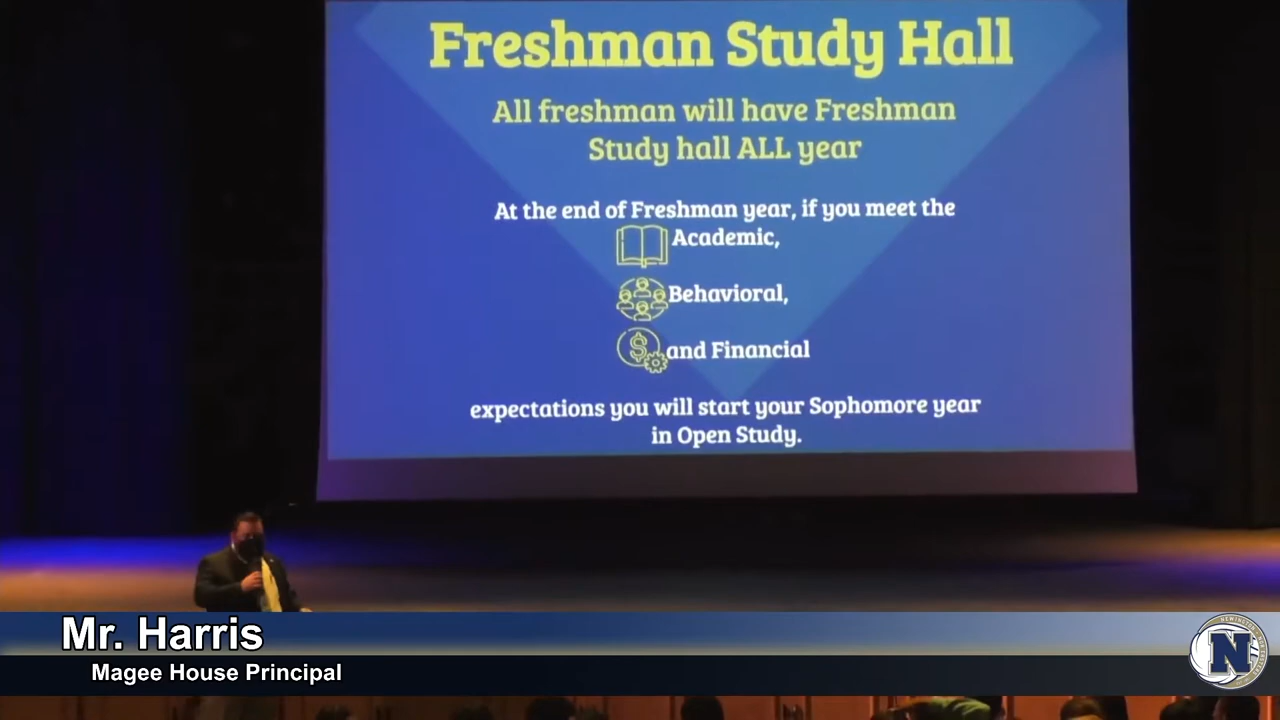 Freshman Study Hall
All freshman will have Freshman
Study hall ALL year
At the end of Freshman year, if you meet the
Academic,
Behavioral,
$
and Financial
expectations you will start your Sophomore year
in Open Study.
Mr. Harris
Magee House Principal
N